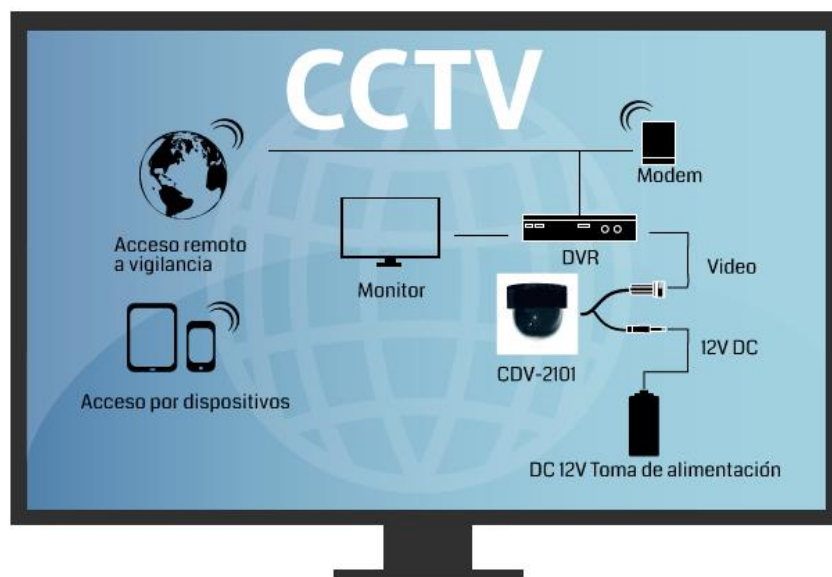 CCTV
Modem
Acceso remoto
a vigilancia
DVR
Monitor
Video
12V DC
CDV-2101
Acceso por dispositivos
DC 12V Toma de alimentación